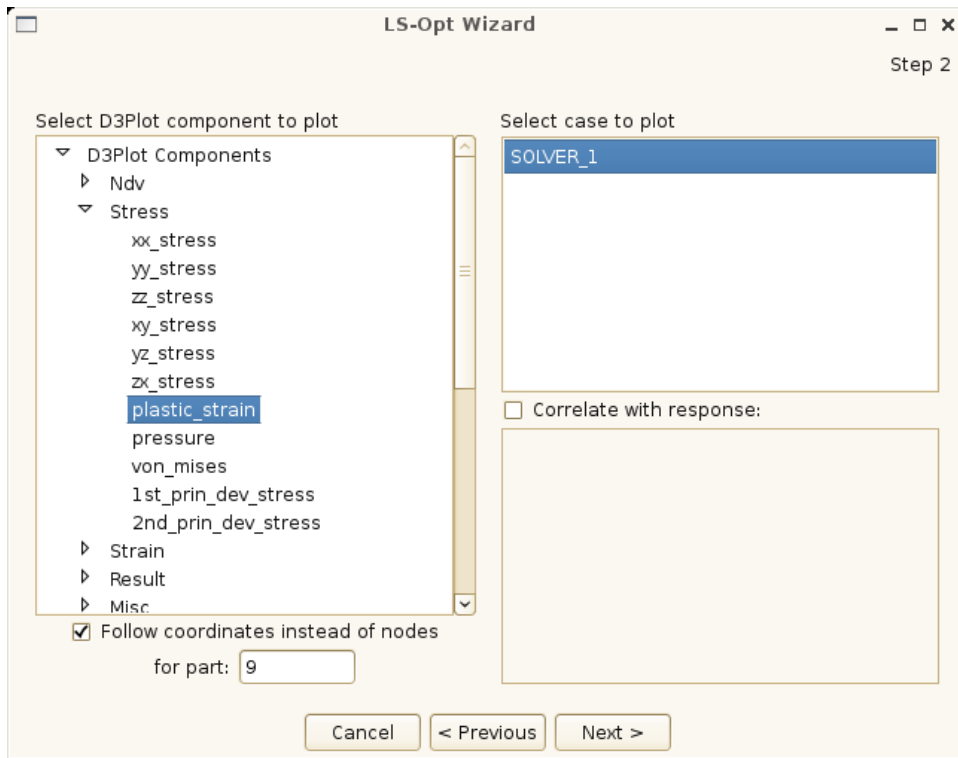 LS-Opt Wizard
Step 2
Select D3Plot component to plot
D3Plot Components
Ndv
Stress
xx_stress
yy_stress
zz_stress
xy_stress
yz_stress
zx_stress
plastic_strain
pressure
von_mises
1st_prin_dev_stress
2nd_prin_dev_stress
Strain
Result
Misc
Follow coordinates instead of nodes
for part: 9
Select case to plot
SOLVER_1
Correlate with response:
Cancel
< Previous
Next >